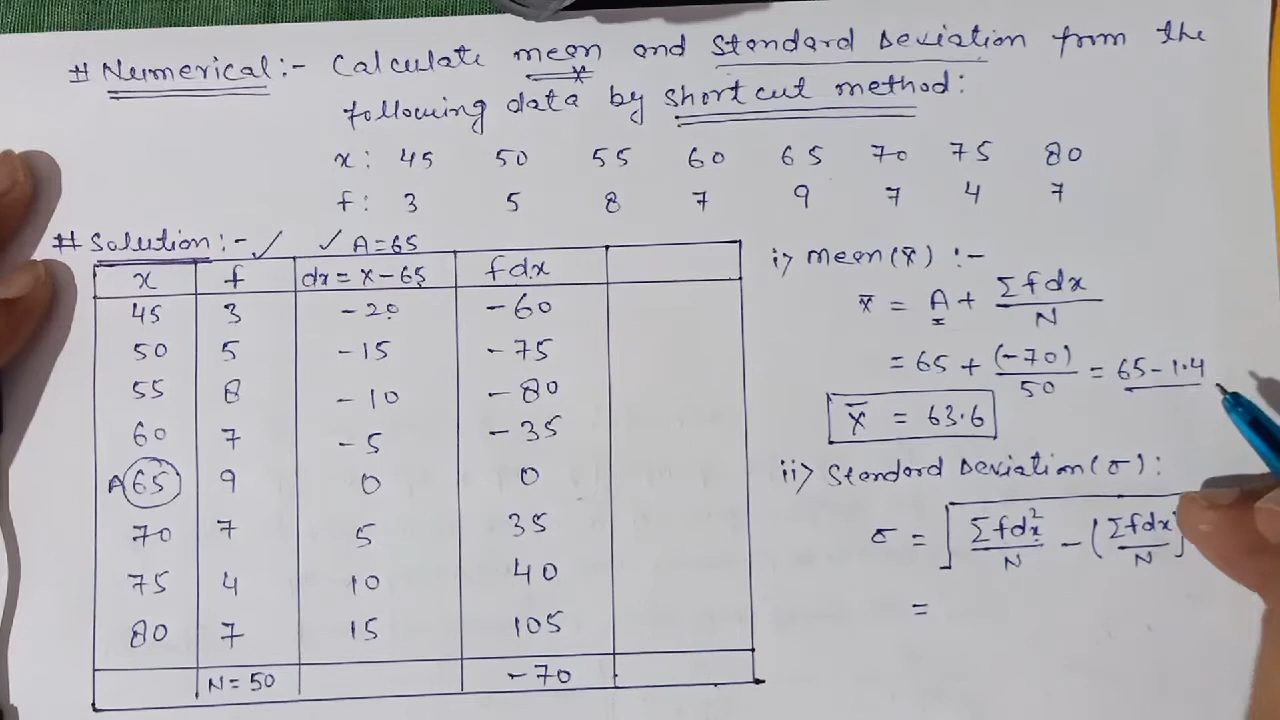 # Numerical:- Calculate mean and Standard Deviation from the
following data by short cut method:
x: 45 50 55 60 65 70 75 80
f: 3 5 8 7 9 7 4 7
# Solution:- ✓ ✓ A=65
x f dx = x-65 fdx
45 3 -20 -60
50 5 -15 -75
55 8 -10 -80
60 7 -5 -35
A 65 9 0 0
70 7 5 35
75 4 10 40
80 7 15 105
N=50 -70
i) Mean(x̄) :-
x̄ = A + Σfdx/N
= 65 + (-70)/50 = 65-1.4
x̄ = 63.6
ii) Standard Deviation(σ):
σ = √Σfdx²/N - (Σfdx/N)
=